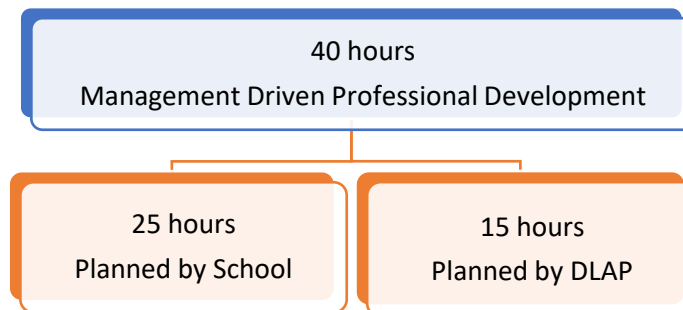 40 hours
Management Driven Professional Development
25 hours
Planned by School
15 hours
Planned by DLAP